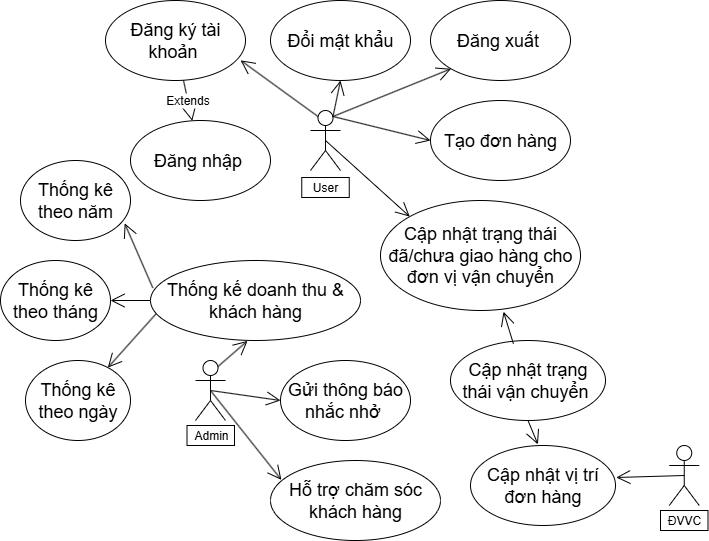 Đăng ký tài
khoản
Đổi mật khẩu
Đăng xuất
Extends
Tạo đơn hàng
Đăng nhập
User
Thống kê
theo năm
Cập nhật trạng thái
đã/chưa giao hàng cho
đơn vị vận chuyển
Thống kê
theo tháng
Thống kế doanh thu &
khách hàng
Thống kê
theo ngày
Admin
Gửi thông báo
nhắc nhở
Cập nhật trạng
thái vận chuyển
Hỗ trợ chăm sóc
khách hàng
Cập nhật vị trí
đơn hàng
ĐVVC